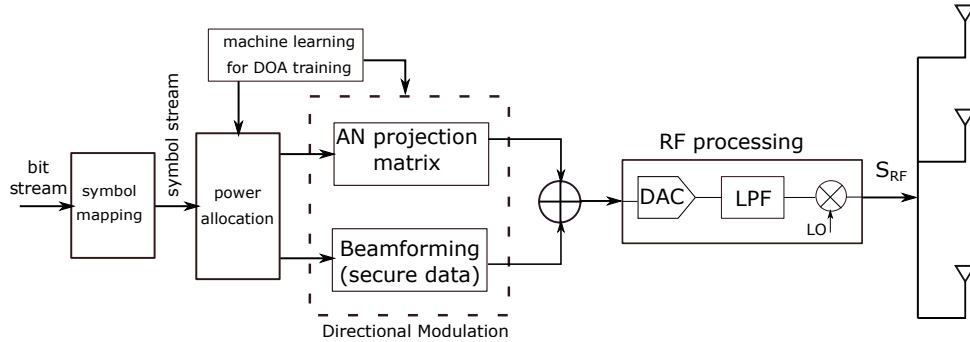 machine learning
for DOA training
bit
stream
symbol
mapping
symbol stream
power
allocation
AN projection
matrix
Beamforming
(secure data)
Directional Modulation
RF processing
DAC
LPF
LO
S_RF